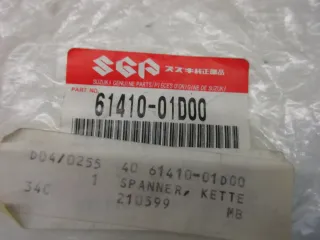 SGP スズキ純正部品
SUZUKI GENUINE PARTS/PIECES D'ORIGINE DE SUZUKI
PART NO.
61410-01D00
D04/0255 40 61410-01D00
1 SPANNER, KETTE
34C 210599 MB